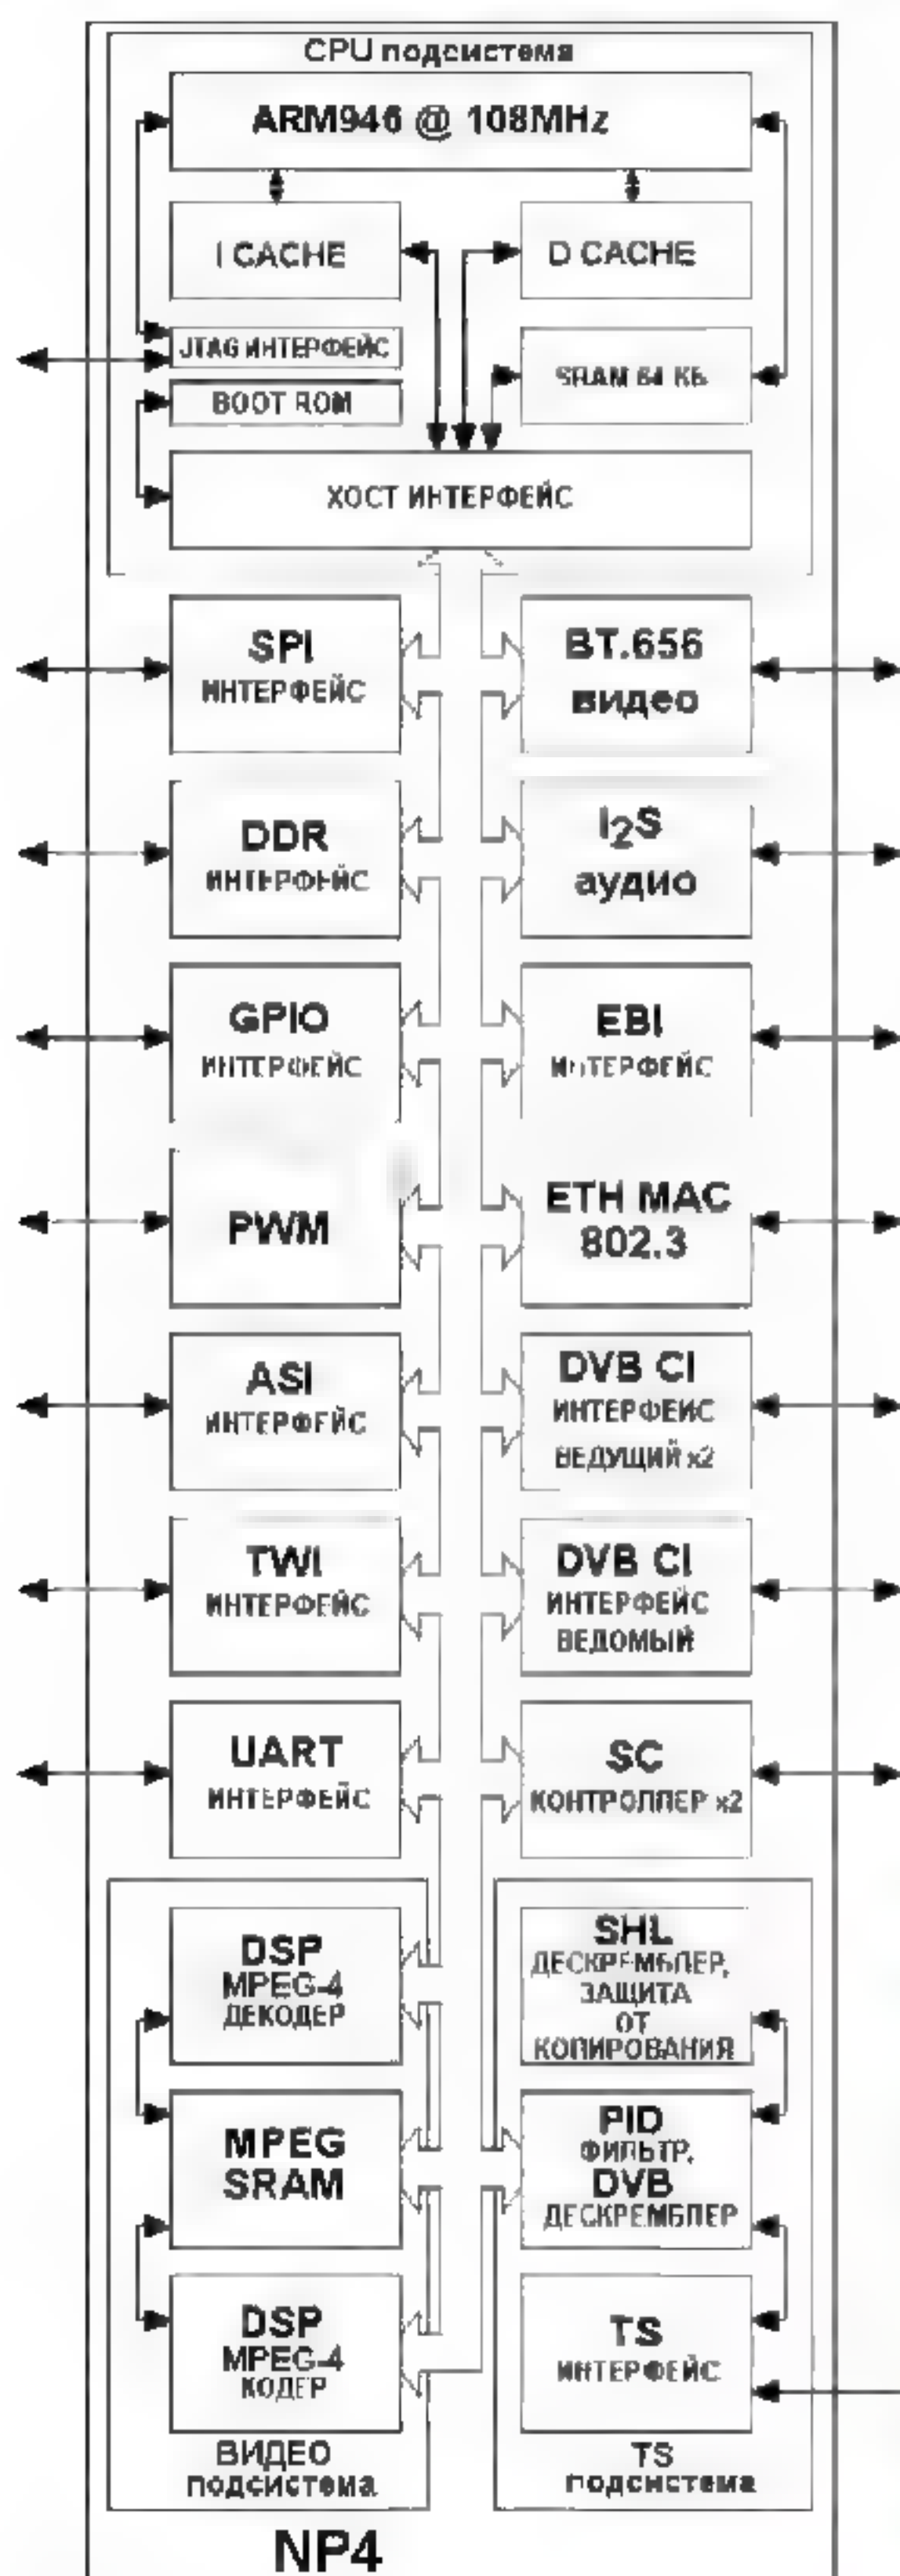 CPU подсистема
ARM946 @ 108MHz
I CACHE
D CACHE
JTAG ИНТЕРФЕЙС
SRAM 64 КБ
BOOT ROM
ХОСТ ИНТЕРФЕЙС
SPI
ИНТЕРФЕЙС
BT.656
видео
DDR
ИНТЕРФЕЙС
I2S
аудио
GPIO
ИНТЕРФЕЙС
EBI
ИНТЕРФЕЙС
PWM
ETH MAC
802.3
ASI
ИНТЕРФЕЙС
DVB CI
ИНТЕРФЕЙС
ВЕДУЩИЙ x2
TWI
ИНТЕРФЕЙС
DVB CI
ИНТЕРФЕЙС
ВЕДОМЫЙ
UART
ИНТЕРФЕЙС
SC
КОНТРОЛЛЕР x2
DSP
MPEG-4
ДЕКОДЕР
SHL
ДЕСКРЕМБЛЕР,
ЗАЩИТА
ОТ
КОПИРОВАНИЯ
MPEG
SRAM
PID
ФИЛЬТР,
DVB
ДЕСКРЕМБЛЕР
DSP
MPEG-4
КОДЕР
TS
ИНТЕРФЕЙС
ВИДЕО
подсистема
TS
подсистема
NP4